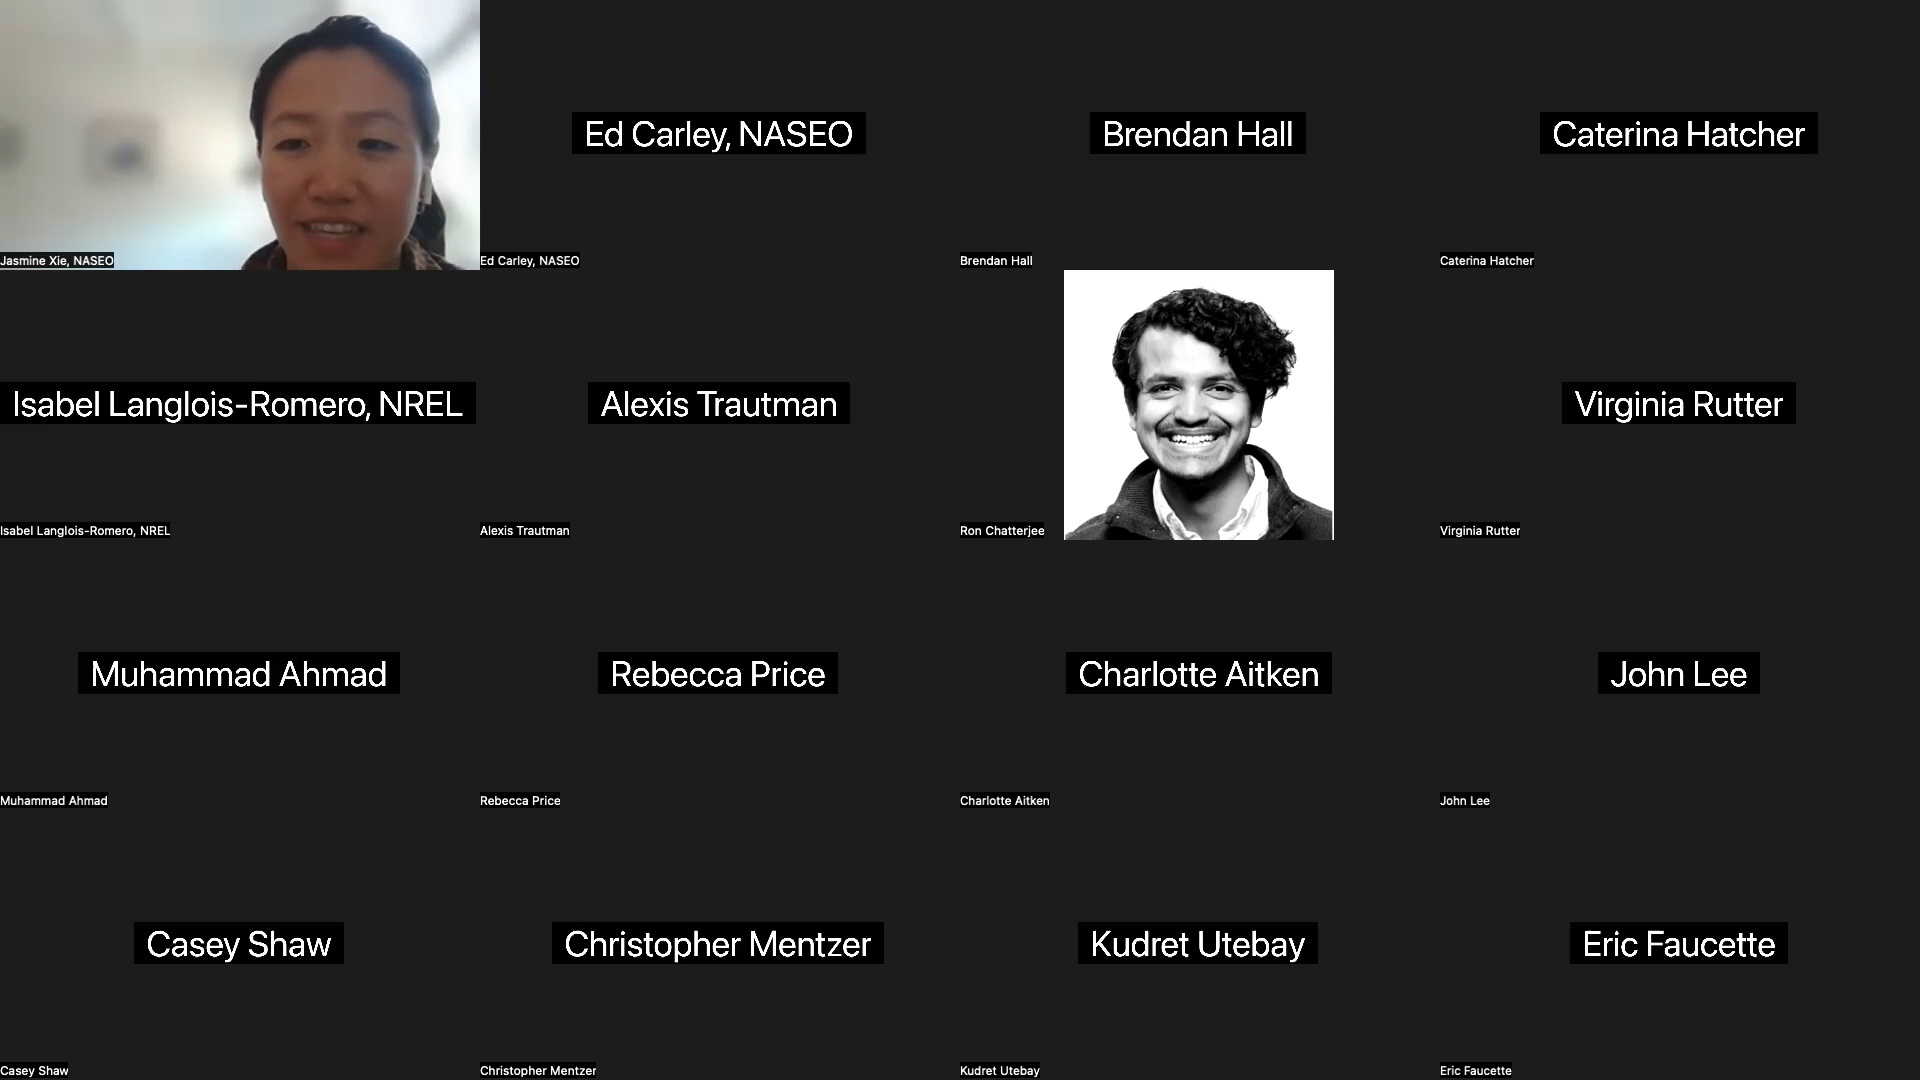 Ed Carley, NASEO
Brendan Hall
Caterina Hatcher
Jasmine Xie, NASEO
Ed Carley, NASEO
Brendan Hall
Caterina Hatcher
Isabel Langlois-Romero, NREL
Alexis Trautman
Virginia Rutter
Isabel Langlois-Romero, NREL
Alexis Trautman
Ron Chatterjee
Virginia Rutter
Muhammad Ahmad
Rebecca Price
Charlotte Aitken
John Lee
Muhammad Ahmad
Rebecca Price
Charlotte Aitken
John Lee
Casey Shaw
Christopher Mentzer
Kudret Utebay
Eric Faucette
Casey Shaw
Christopher Mentzer
Kudret Utebay
Eric Faucette